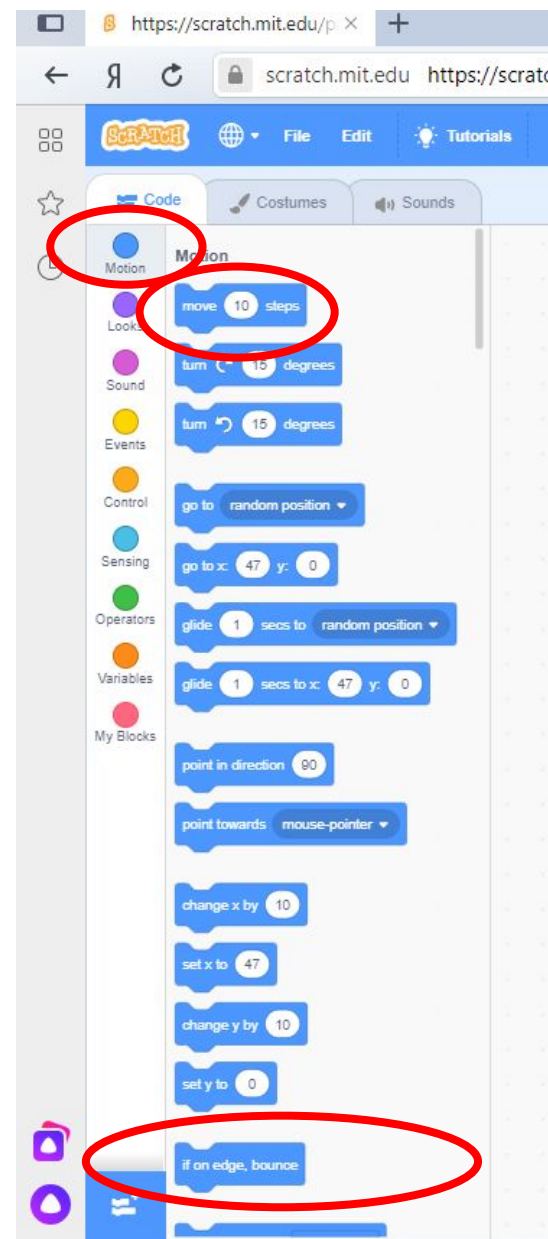 https://scratch.mit.edu/p
Я scratch.mit.edu https://scratc
SCRATCH File Edit Tutorials
Code Costumes Sounds
Motion
Motion
move 10 steps
Looks
turn 15 degrees
Sound
turn 15 degrees
Events
Control
go to random position
Sensing
go to x: 47 y: 0
Operators
glide 1 secs to random position
Variables
glide 1 secs to x: 47 y: 0
My Blocks
point in direction 90
point towards mouse-pointer
change x by 10
set x to 47
change y by 10
set y to 0
if on edge, bounce